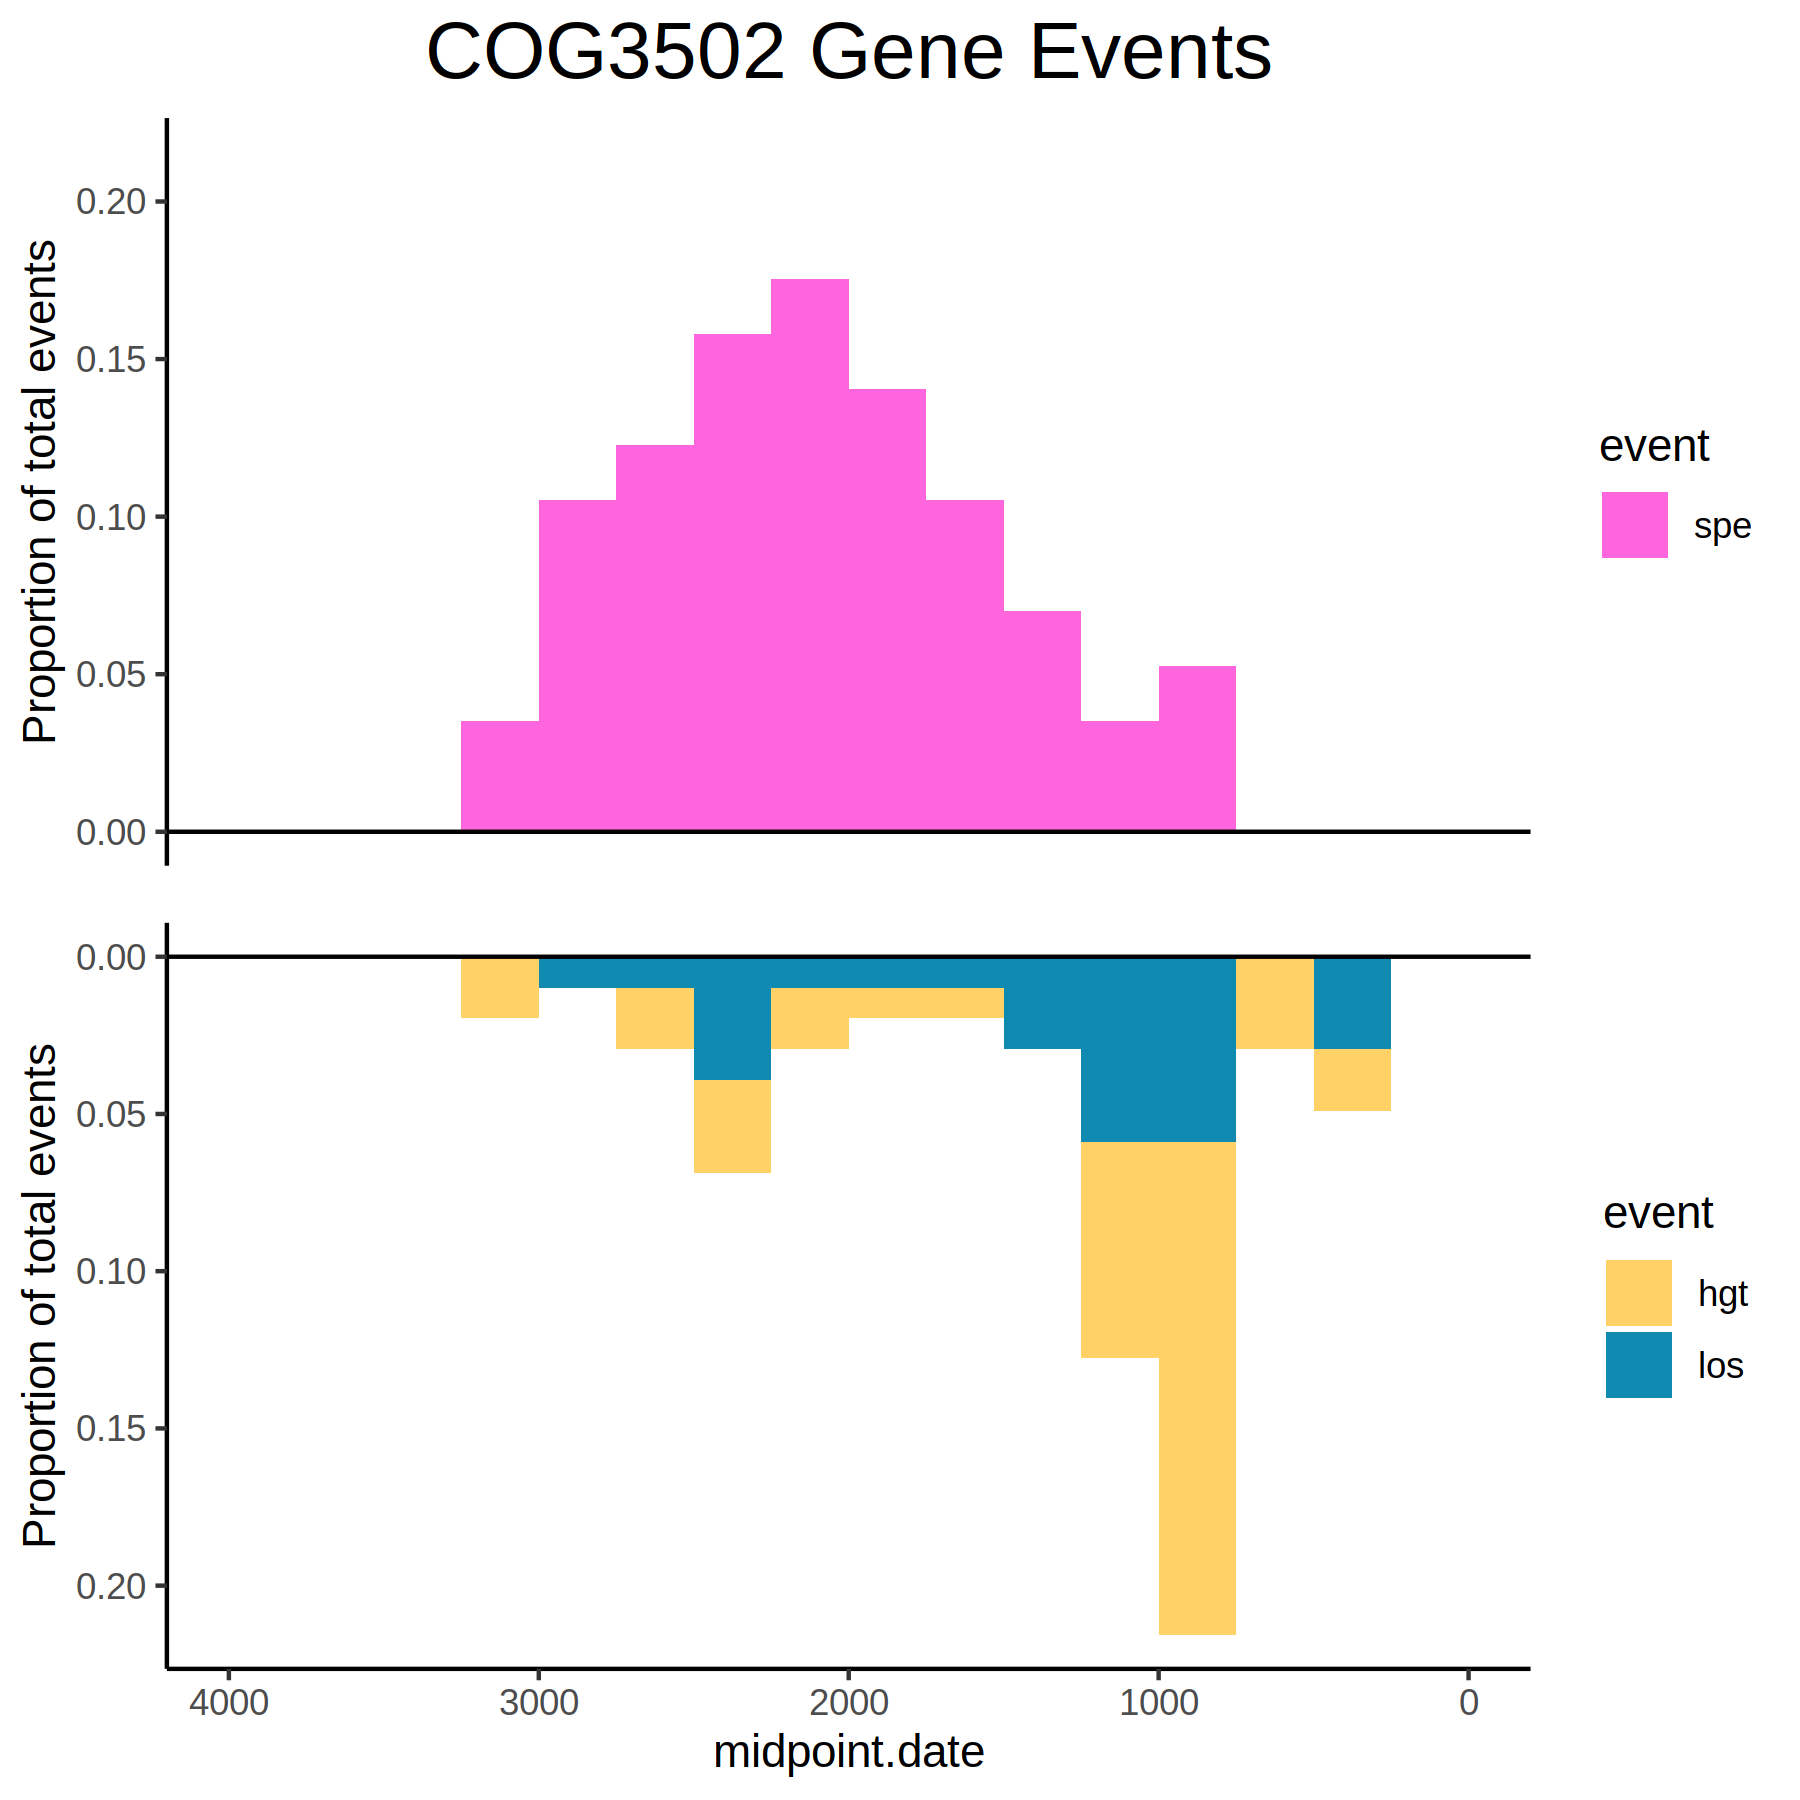 COG3502 Gene Events
Proportion of total events
0.20
0.15
0.10
0.05
0.00
event
spe
Proportion of total events
0.00
0.05
0.10
0.15
0.20
event
hgt
los
4000 3000 2000 1000 0
midpoint.date